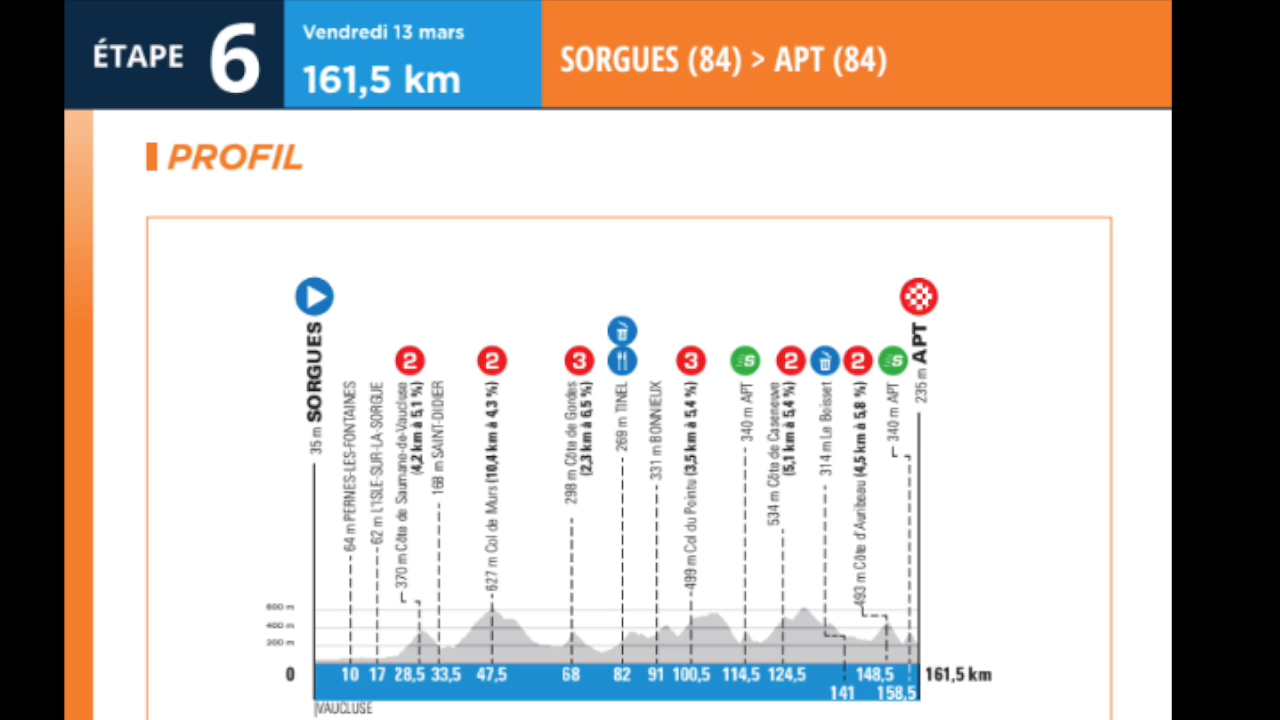 ÉTAPE 6
Vendredi 13 mars
161,5 km
SORGUES (84) > APT (84)
PROFIL
35 m SORGUES
64 m PERNES-LES-FONTAINES
62 m L'ISLE-SUR-LA-SORGUE
2
370 m Côte de Saumane-de-Vaucluse
(4,2 km à 5,1 %)
168 m SAINT-DIDIER
2
627 m Col de Murs (10,4 km à 4,3 %)
3
298 m Côte de Gordes
(2,3 km à 6,5 %)
269 m TINEL
331 m BONNIEUX
3
499 m Col du Pointu (3,5 km à 5,4 %)
S
340 m APT
2
534 m Côte de Caseneuve
(5,1 km à 5,4 %)
314 m Le Boisset
2
493 m Côte d'Auribeau (4,5 km à 5,8 %)
S
340 m APT
235 m APT
600 m
400 m
200 m
0 10 17 28,5 33,5 47,5 68 82 91 100,5 114,5 124,5 148,5 161,5 km
141 158,5
VAUCLUSE